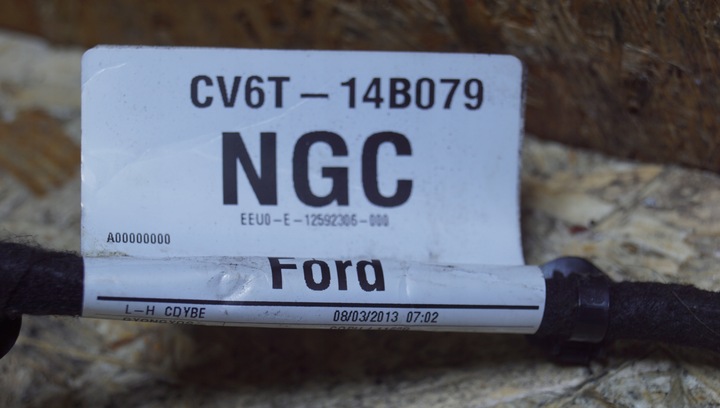 CV6T-14B079
NGC
EEU0-E-12592306-000
A00000000
Ford
L-H CDYBE 08/03/2013 07:02